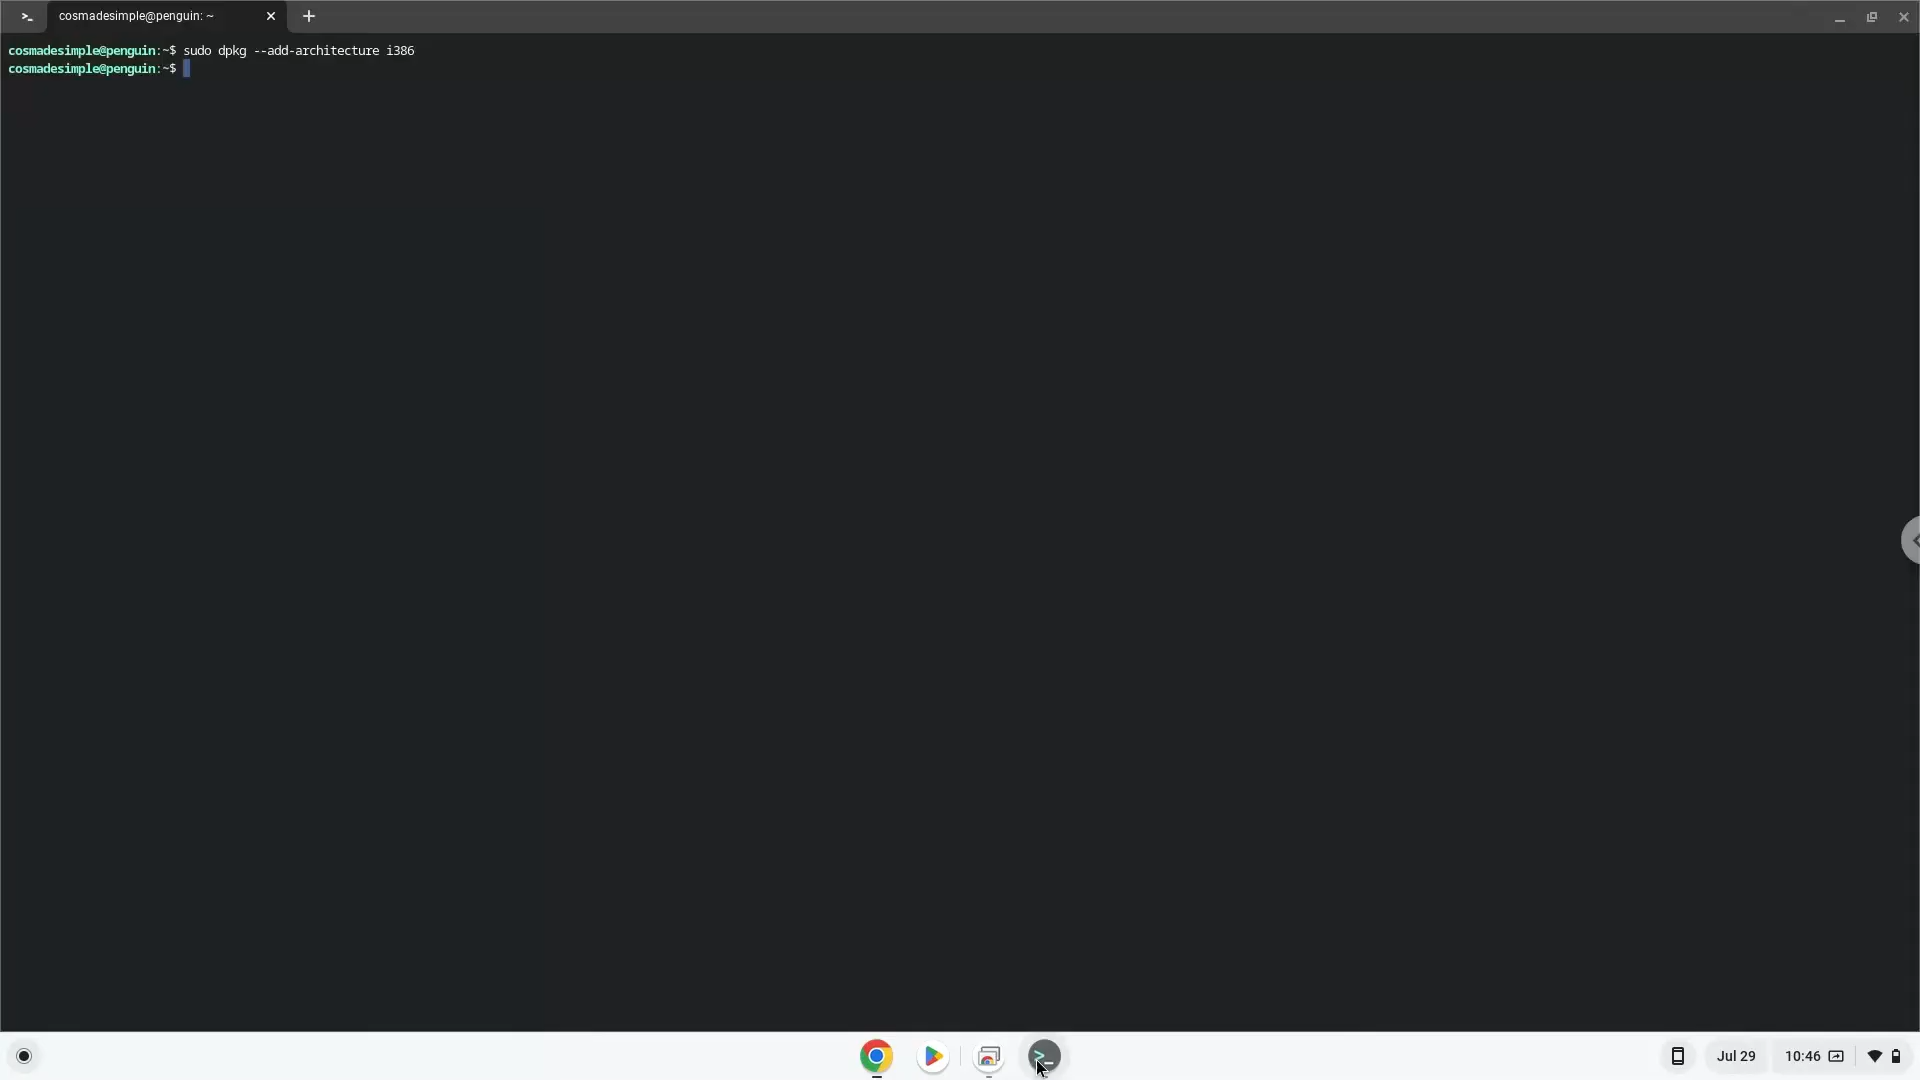 cosmadesimple@penguin: ~
cosmadesimple@penguin:~$ sudo dpkg --add-architecture i386
cosmadesimple@penguin:~$
Jul 29
10:46